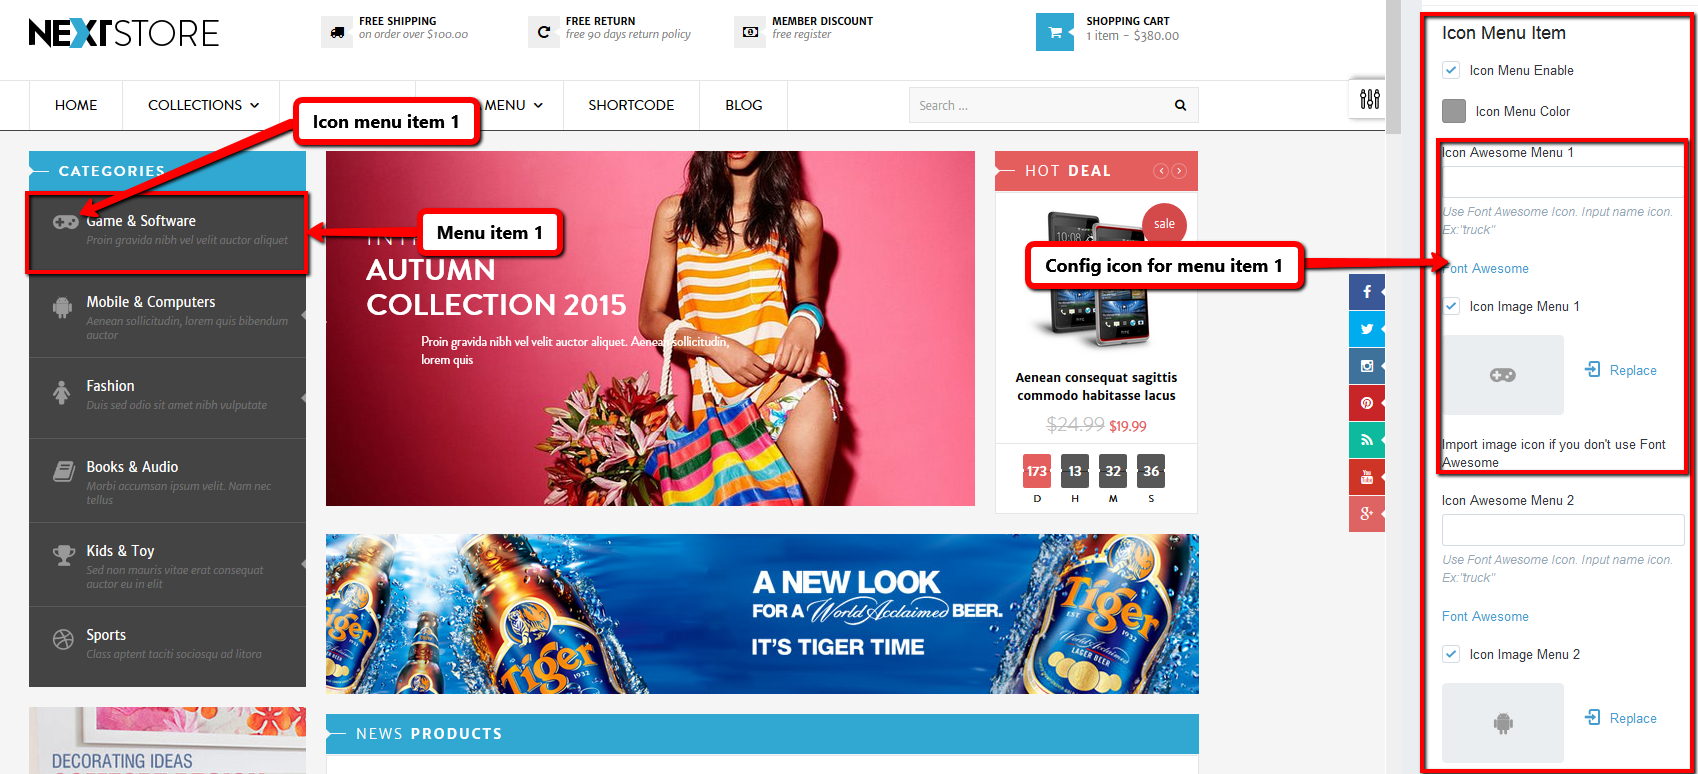 NEXTSTORE
FREE SHIPPING
on order over $100.00
FREE RETURN
free 90 days return policy
MEMBER DISCOUNT
free register
SHOPPING CART
1 item - $380.00
HOME
COLLECTIONS
MENU
SHORTCODE
BLOG
Search ...
Icon menu item 1
CATEGORIES
Game & Software
Proin gravida nibh vel velit auctor aliquet
Menu item 1
Mobile & Computers
Aenean sollicitudin, lorem quis bibendum
auctor
Fashion
Duis sed odio sit amet nibh vulputate
Books & Audio
Morbi accumson ipsum velit. Nam nec
tellus
Kids & Toy
Sed non mauris vitae erat consequat
auctor eu in elit
Sports
Class aptent taciti sociosqu ad litora
DECORATING IDEAS
AUTUMN
COLLECTION 2015
Proin gravida nibh vel velit auctor aliquet. Aenean sollicitudin,
lorem quis
HOT DEAL
sale
10:08
Config icon for menu item 1
Aenean consequat sagittis
commodo habitasse lacus
$24.99 $19.99
173 13 32 36
D H M S
A NEW LOOK
FOR A World Acclaimed BEER.
IT'S TIGER TIME
Tiger
Tiger
1932
Tiger
1932
LAGER BEER
NEWS PRODUCTS
You
Tube
g+
Icon Menu Item
Icon Menu Enable
Icon Menu Color
Icon Awesome Menu 1
Use Font Awesome Icon. Input name icon.
Ex:"truck"
Font Awesome
Icon Image Menu 1
Replace
Import image icon if you don't use Font
Awesome
Icon Awesome Menu 2
Use Font Awesome Icon. Input name icon.
Ex:"truck"
Font Awesome
Icon Image Menu 2
Replace